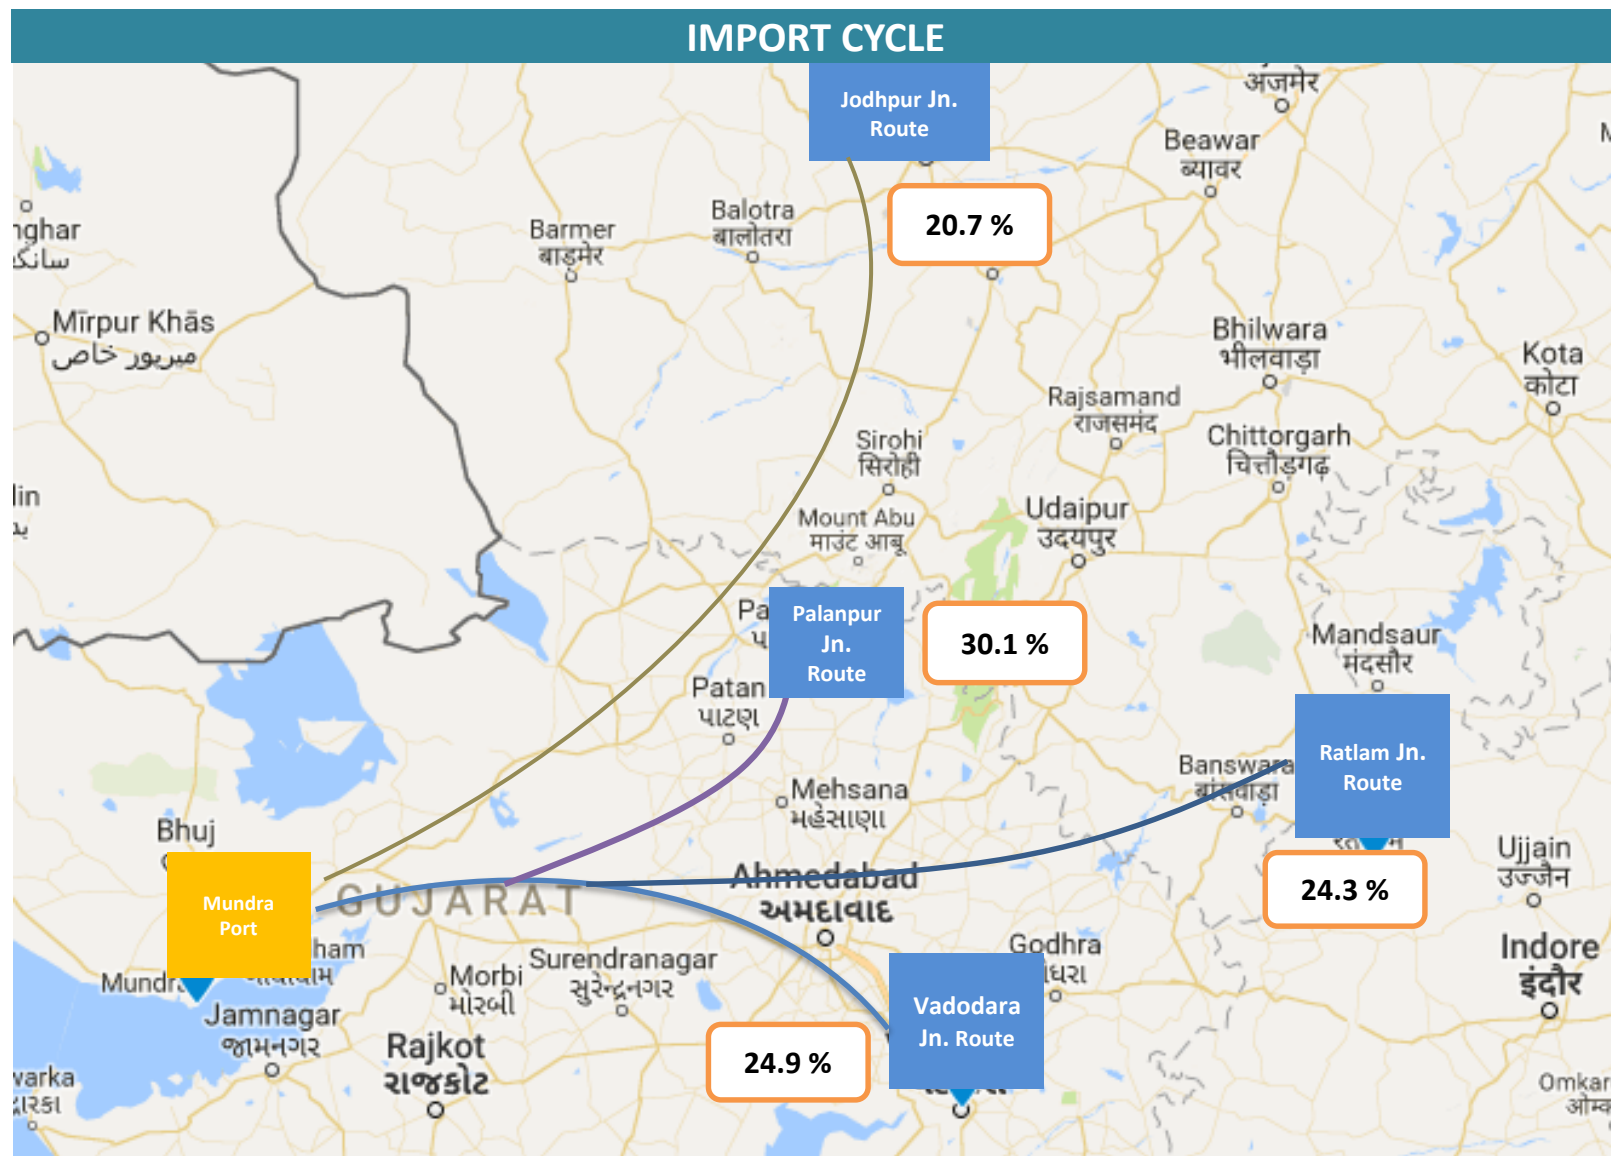 IMPORT CYCLE
Jodhpur Jn.
Route
अजमेर
Beawar
ब्यावर
20.7 %
Balotra
बालोतरा
Barmer
बाड़मेर
nghar
Mīrpur Khās
میرپور خاص
Bhilwara
भीलवाड़ा
Kota
कोटा
Rajsamand
राजसमंद
Sirohi
सिरोही
Chittorgarh
चित्तौड़गढ़
Mount Abu
माउंट आबू
Udaipur
उदयपुर
Palanpur
Jn.
Route
30.1 %
Mandsaur
मंदसौर
Patan
પાટણ
Ratlam Jn.
Route
Banswara
बांसवाड़ा
Mehsana
મહેસાણા
Bhuj
Ujjain
उज्जैन
24.3 %
Mundra
Port
GUJARAT
Ahmedabad
અમદાવાદ
Godhra
Indore
इंदौर
Surendranagar
સુરેન્દ્રનગર
Morbi
મોરબી
Jamnagar
જામનગર
Vadodara
Jn. Route
Rajkot
રાજકોટ
24.9 %